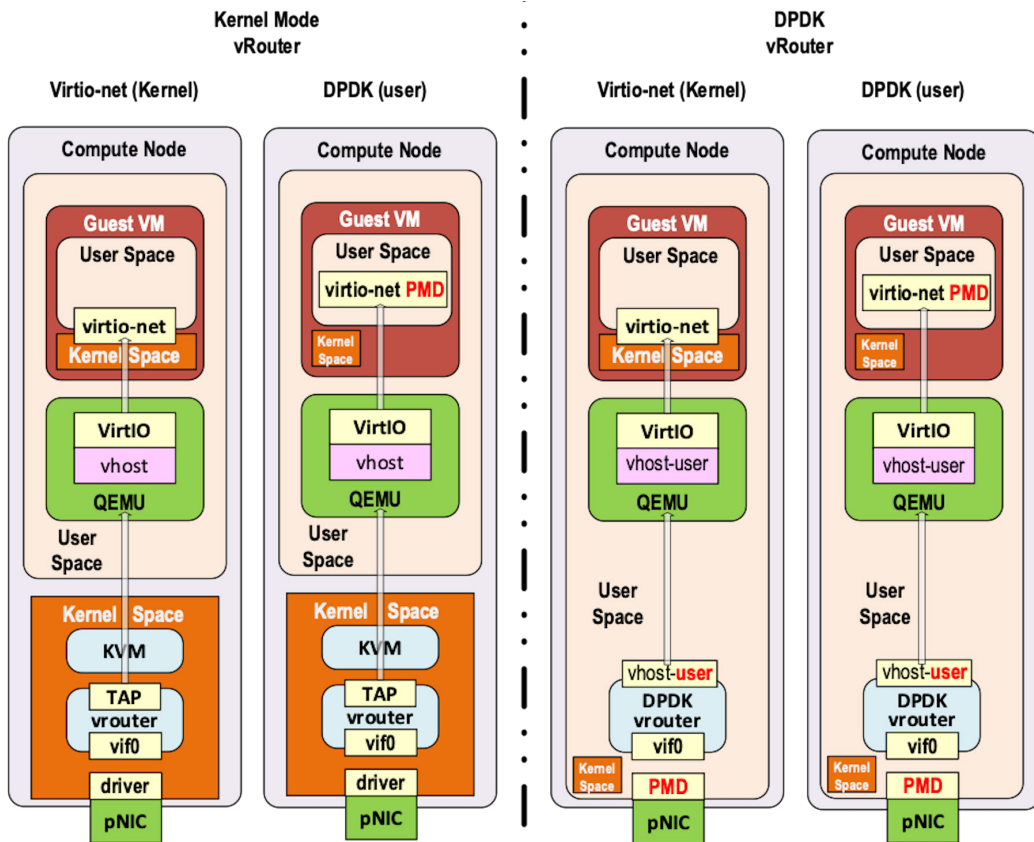 Kernel Mode
vRouter
Virtio-net (Kernel)
Compute Node
Guest VM
User Space
virtio-net
Kernel Space
VirtIO
vhost
QEMU
User
Space
Kernel Space
KVM
TAP
vrouter
vif0
driver
pNIC
DPDK (user)
Compute Node
Guest VM
User Space
virtio-net PMD
Kernel
Space
VirtIO
vhost
QEMU
User
Space
Kernel Space
KVM
TAP
vrouter
vif0
driver
pNIC
DPDK
vRouter
Virtio-net (Kernel)
Compute Node
Guest VM
User Space
virtio-net
Kernel Space
VirtIO
vhost-user
QEMU
User
Space
vhost-user
DPDK
vrouter
vif0
Kernel
Space
PMD
pNIC
DPDK (user)
Compute Node
Guest VM
User Space
virtio-net PMD
Kernel
Space
VirtIO
vhost-user
QEMU
User
Space
vhost-user
DPDK
vrouter
vif0
Kernel
Space
PMD
pNIC